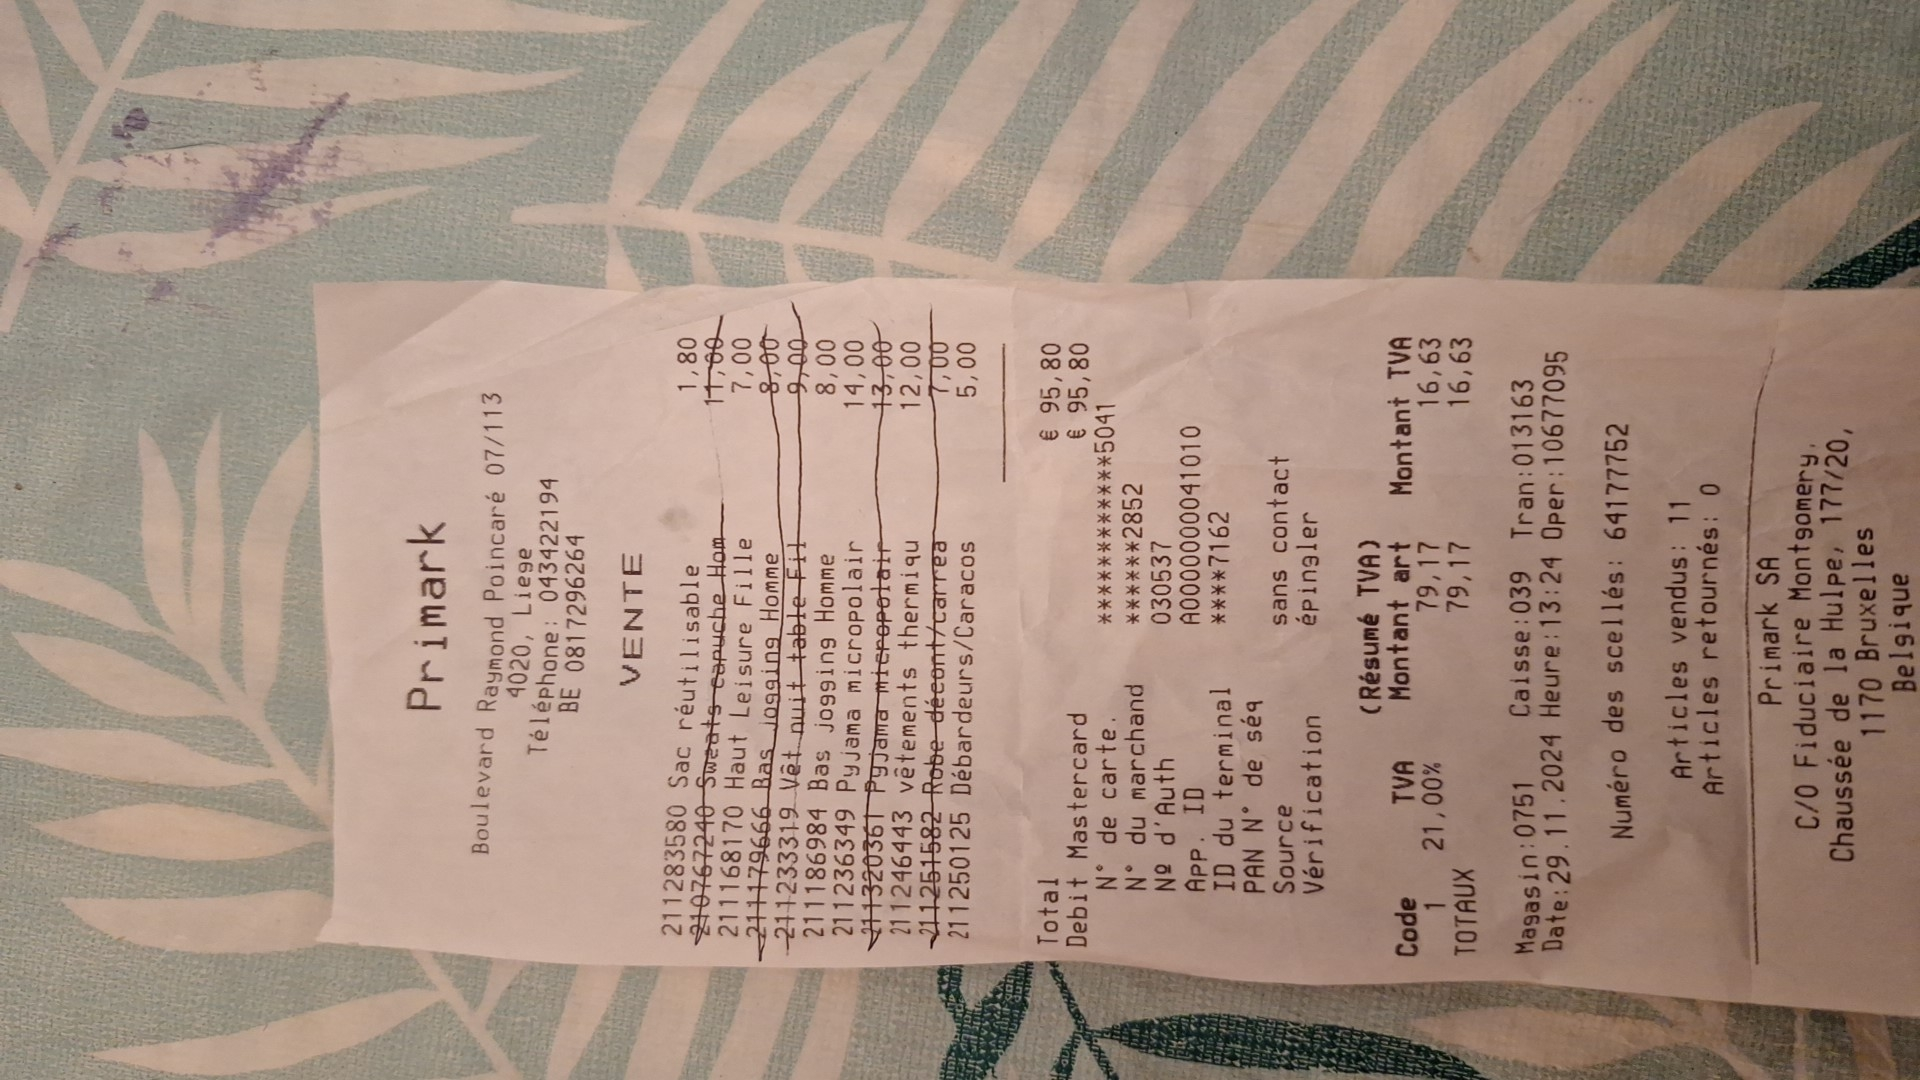 Primark
Boulevard Raymond Poincaré 07/113
4020, Liege
Téléphone: 043422194
BE 0817296264
VENTE
211283580 Sac réutilisable 1,80
210767240 Sweats capuche Hom 11,00
211168170 Haut Leisure Fille 7,00
211179666 Bas jogging Homme 8,00
211233319 Vêt nuit table Fil 9,00
211186984 Bas jogging Homme 8,00
211236349 Pyjama micropolair 14,00
211320361 Pyjama micropolair 13,00
211246443 vêtements thermiqu 12,00
211251582 Robe décont/carrea 7,00
211250125 Débardeurs/Caracos 5,00
Total € 95,80
Debit Mastercard € 95,80
N° de carte. ************5041
N° du marchand ******2852
Nº d'Auth 030537
App. ID A0000000041010
ID du terminal ****7162
PAN N° de séq
Source sans contact
Vérification épingler
(Résumé TVA)
Code TVA Montant art Montant TVA
1 21,00% 79,17 16,63
TOTAUX 79,17 16,63
Magasin:0751 Caisse:039 Tran:013163
Date:29.11.2024 Heure:13:24 Oper:10677095
Numéro des scellés: 64177752
Articles vendus: 11
Articles retournés: 0
Primark SA
C/O Fiduciaire Montgomery,
Chaussée de la Hulpe, 177/20,
1170 Bruxelles
Belgique